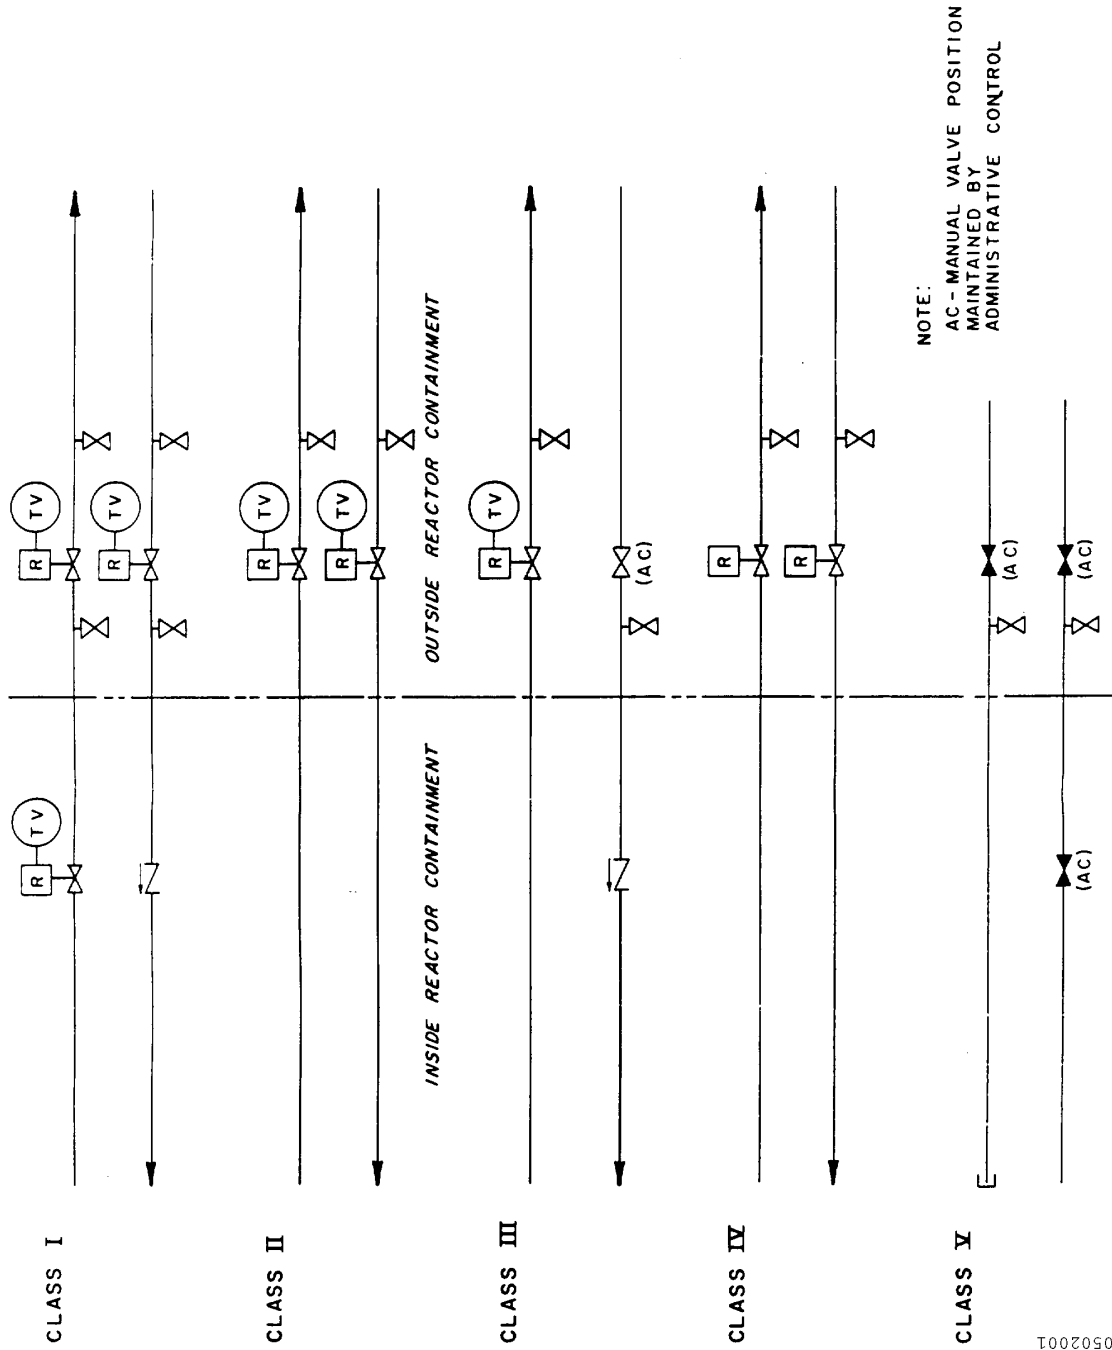 CLASS I
R
TV
R
TV
R
TV
CLASS II
R
TV
R
TV
INSIDE REACTOR CONTAINMENT
OUTSIDE REACTOR CONTAINMENT
CLASS III
R
TV
(AC)
CLASS IV
R
R
CLASS V
(AC)
(AC)
(AC)
NOTE:
AC - MANUAL VALVE POSITION
MAINTAINED BY
ADMINISTRATIVE CONTROL
0502001